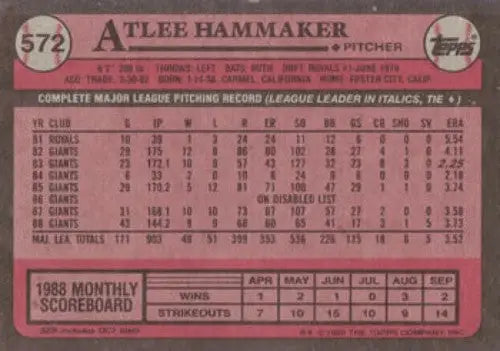 572
ATLEE HAMMAKER
PITCHER
Topps
6'2" 200 lb THROWS: LEFT BATS: BOTH DRAFT: ROYALS #1-JUNE 1979
ACQ: TRADE, 3-30-82 BORN: 1-24-58, CARMEL, CALIFORNIA HOME: FOSTER CITY, CALIF.
COMPLETE MAJOR LEAGUE PITCHING RECORD (LEAGUE LEADER IN ITALICS, TIE ♦)
YR CLUB G IP W L R ER SO BB GS CG SHO SV ERA
81 ROYALS 10 39 1 3 24 24 11 12 6 0 0 0 5.54
82 GIANTS 29 175 12 8 86 80 102 28 27 4 1 0 4.11
83 GIANTS 23 172.1 10 9 57 43 127 32 23 8 3 0 2.25
84 GIANTS 6 33 2 0 10 8 24 9 6 0 0 0 2.18
85 GIANTS 29 170.2 5 12 81 100 47 29 1 0 3.74
86 GIANTS ON DISABLED LIST
87 GIANTS 31 168.1 10 10 73 67 107 57 27 2 0 0 3.58
88 GIANTS 43 144.2 9 9 68 60 65 41 17 3 1 5 3.73
MAJ. LEA. TOTALS 171 903 49 51 399 353 536 226 135 18 5 3.52
1988 MONTHLY SCOREBOARD
APR MAY JUN JUL AUG SEP
WINS 1 2 1 0 3 2
STRIKEOUTS 7 10 15 10 9 14
THE TOPPS COMPANY, INC.